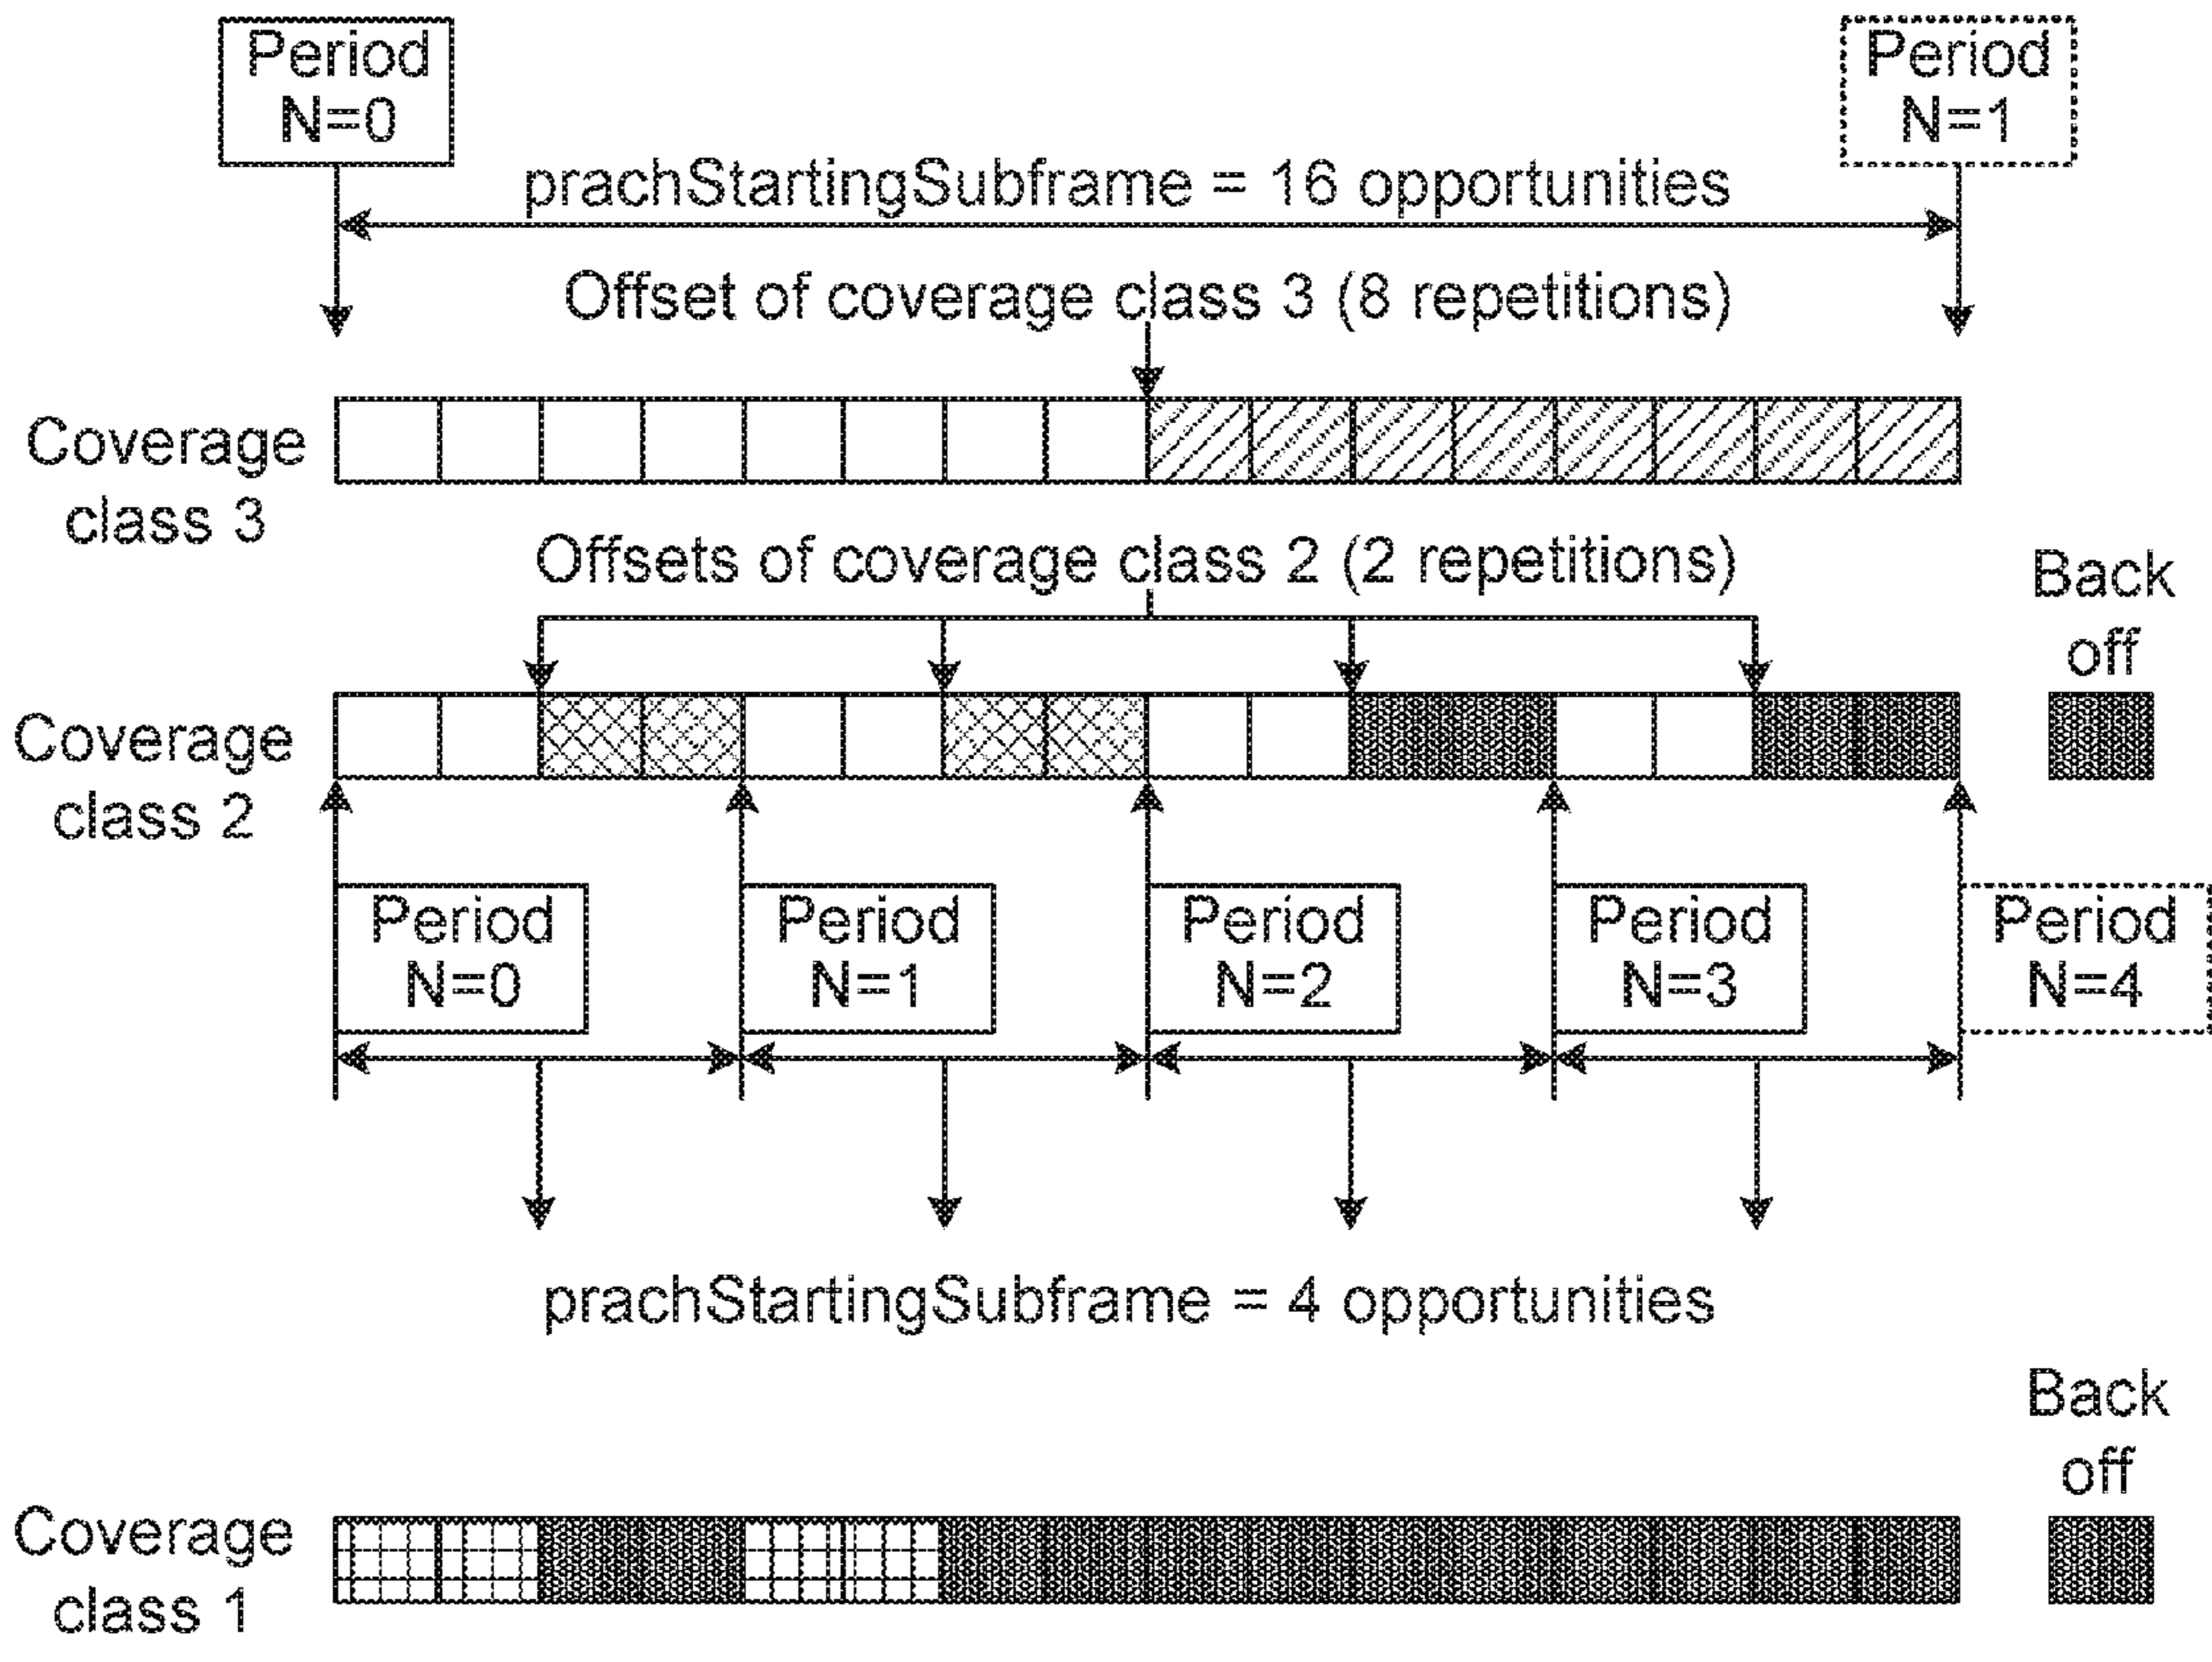 Period
N=0
Period
N=1
prachStartingSubframe = 16 opportunities
Offset of coverage class 3 (8 repetitions)
Coverage
class 3
Offsets of coverage class 2 (2 repetitions)
Back
off
Coverage
class 2
Period
N=0
Period
N=1
Period
N=2
Period
N=3
Period
N=4
prachStartingSubframe = 4 opportunities
Back
off
Coverage
class 1